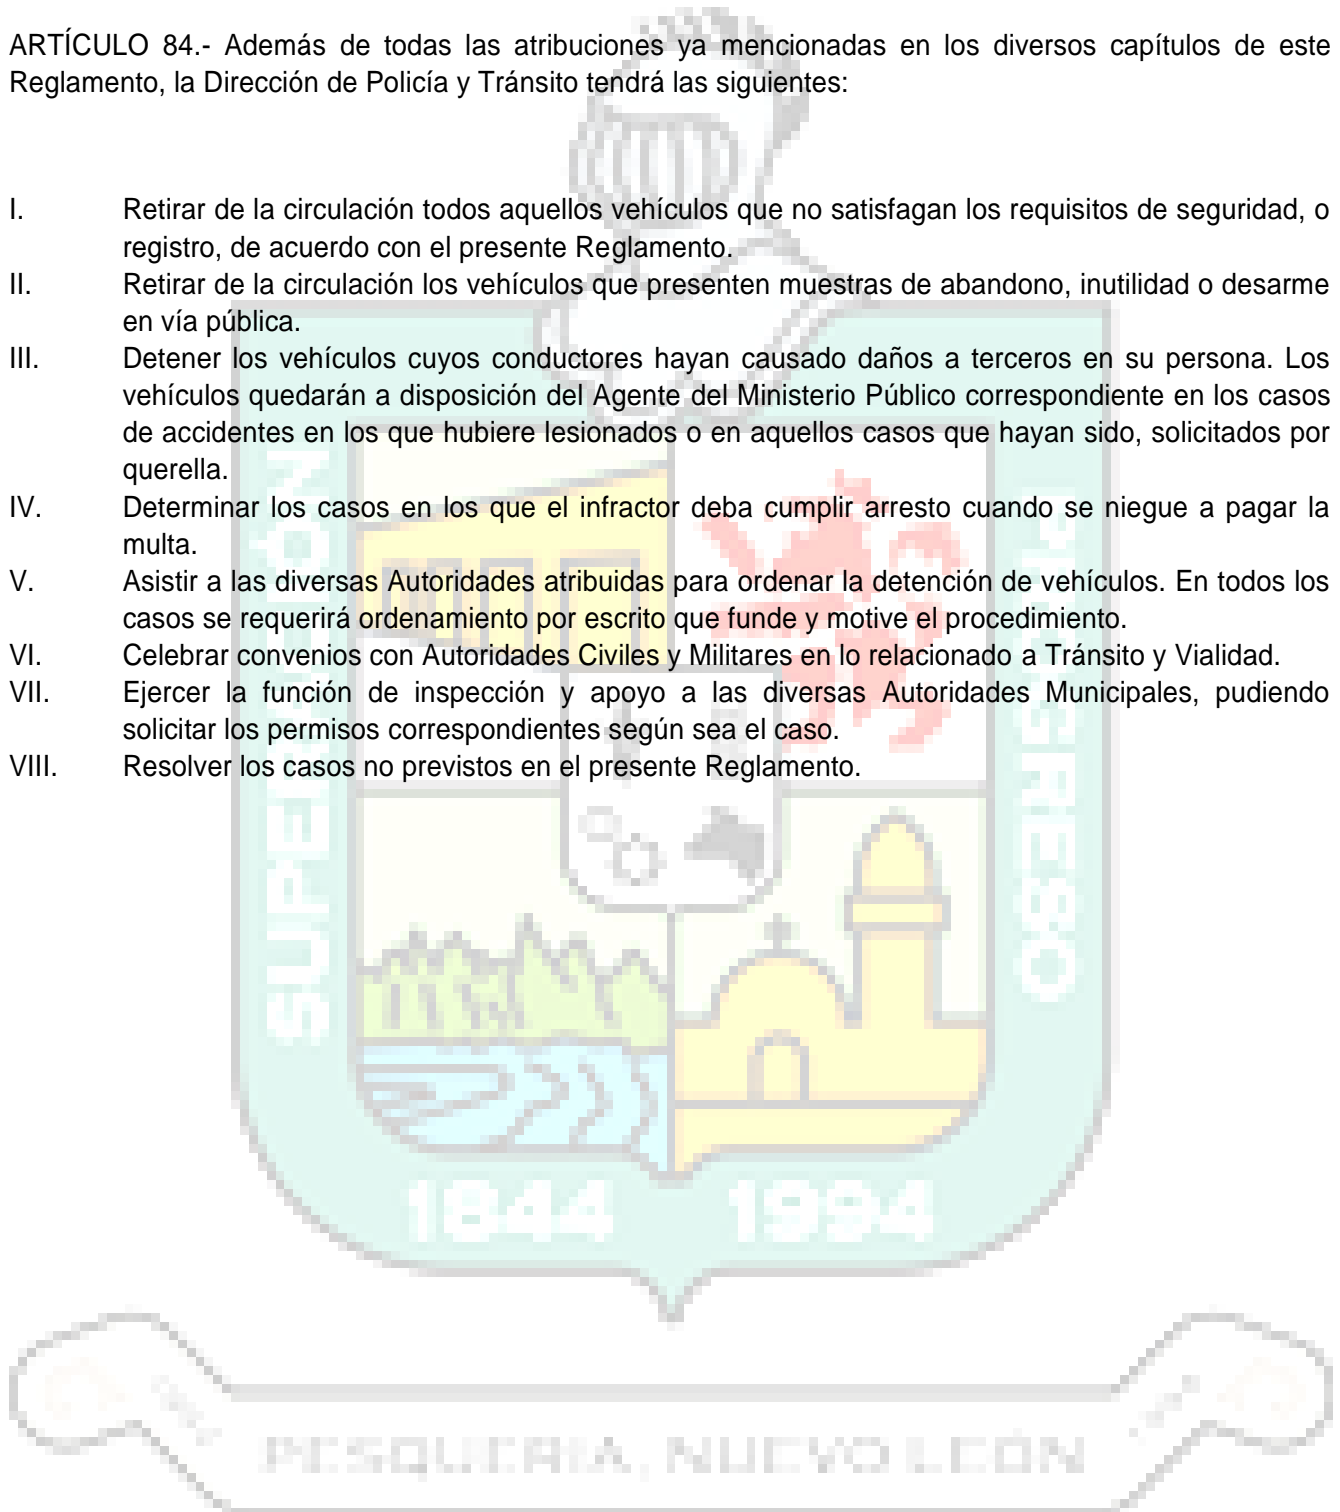 ARTÍCULO 84.- Además de todas las atribuciones ya mencionadas en los diversos capítulos de este
Reglamento, la Dirección de Policía y Tránsito tendrá las siguientes:
I. Retirar de la circulación todos aquellos vehículos que no satisfagan los requisitos de seguridad, o
registro, de acuerdo con el presente Reglamento.
II. Retirar de la circulación los vehículos que presenten muestras de abandono, inutilidad o desarme
en vía pública.
III. Detener los vehículos cuyos conductores hayan causado daños a terceros en su persona. Los
vehículos quedarán a disposición del Agente del Ministerio Público correspondiente en los casos
de accidentes en los que hubiere lesionados o en aquellos casos que hayan sido, solicitados por
querella.
IV. Determinar los casos en los que el infractor deba cumplir arresto cuando se niegue a pagar la
multa.
V. Asistir a las diversas Autoridades atribuidas para ordenar la detención de vehículos. En todos los
casos se requerirá ordenamiento por escrito que funde y motive el procedimiento.
VI. Celebrar convenios con Autoridades Civiles y Militares en lo relacionado a Tránsito y Vialidad.
VII. Ejercer la función de inspección y apoyo a las diversas Autoridades Municipales, pudiendo
solicitar los permisos correspondientes según sea el caso.
VIII. Resolver los casos no previstos en el presente Reglamento.
SUPERACIÓN
PROGRESO
1844 1994
PESQUERIA, NUEVO LEÓN